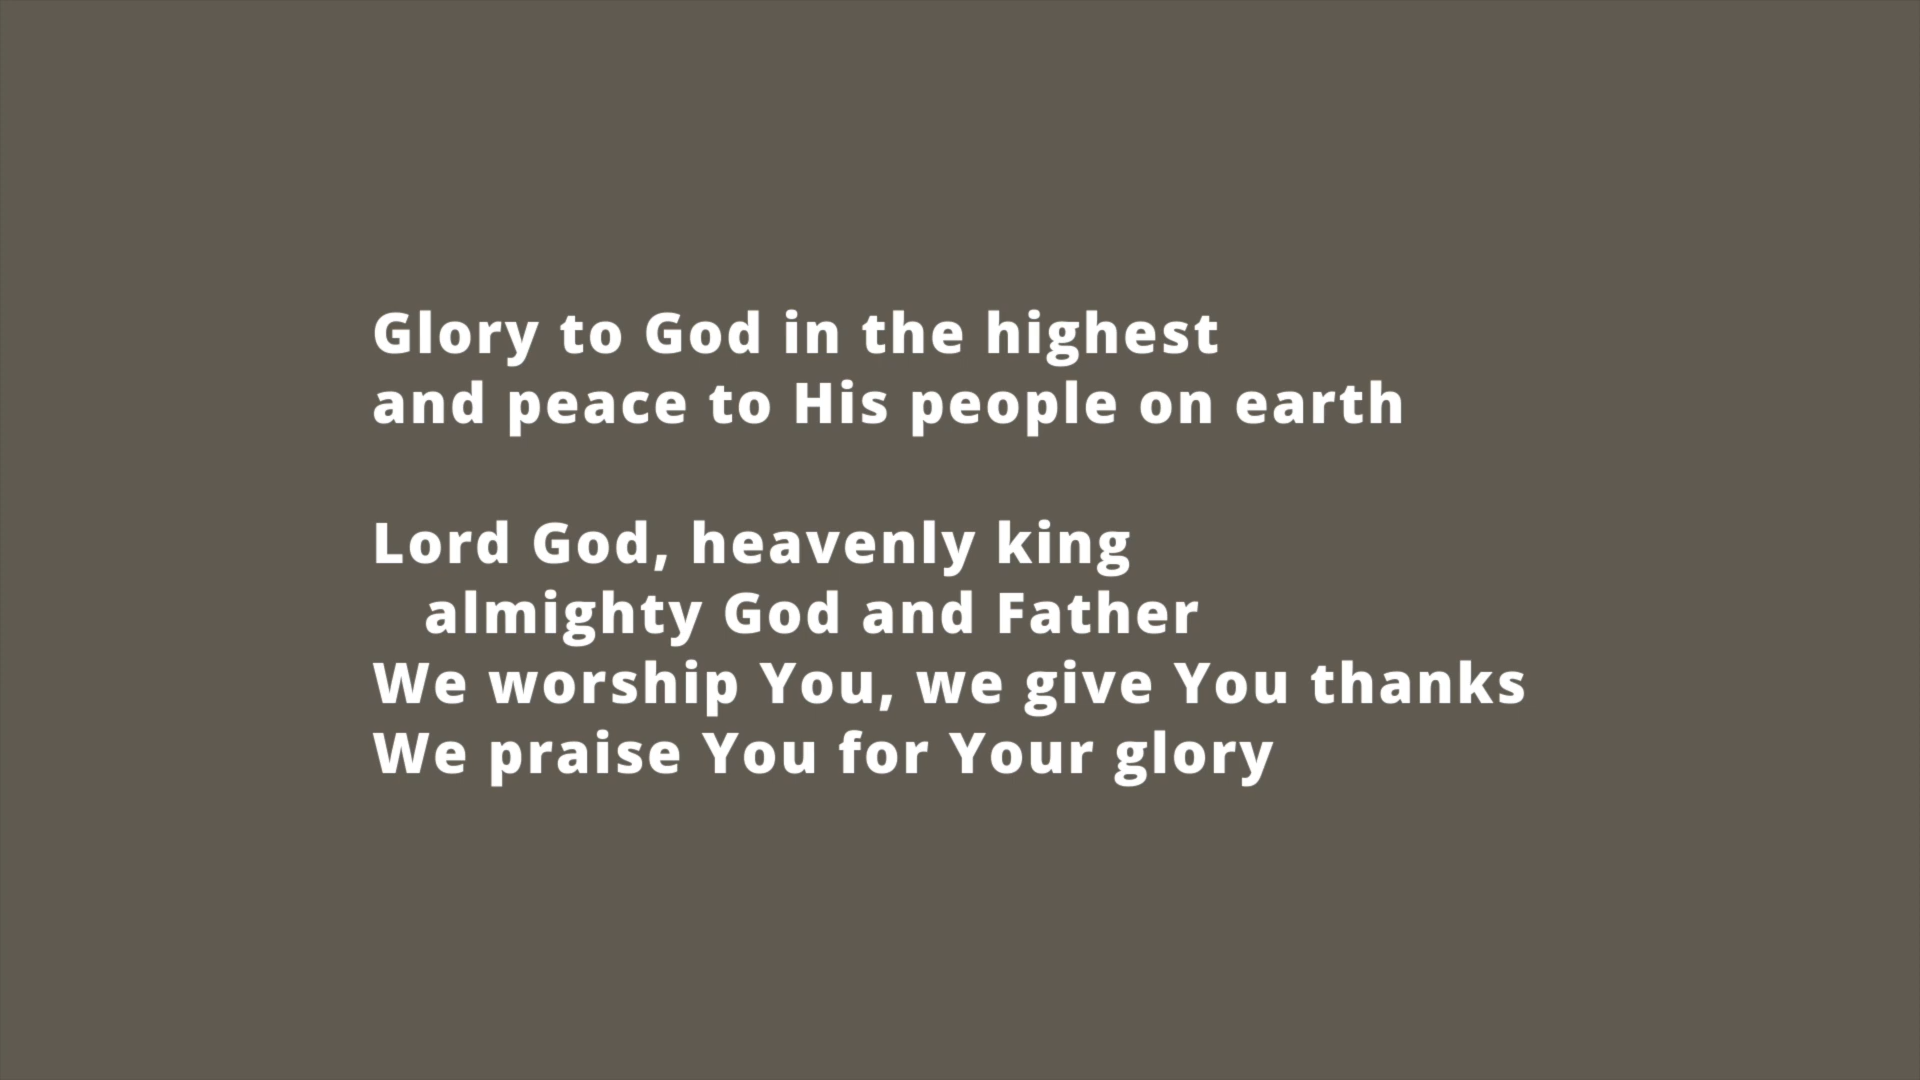 Glory to God in the highest
and peace to His people on earth
Lord God, heavenly king
almighty God and Father
We worship You, we give You thanks
We praise You for Your glory